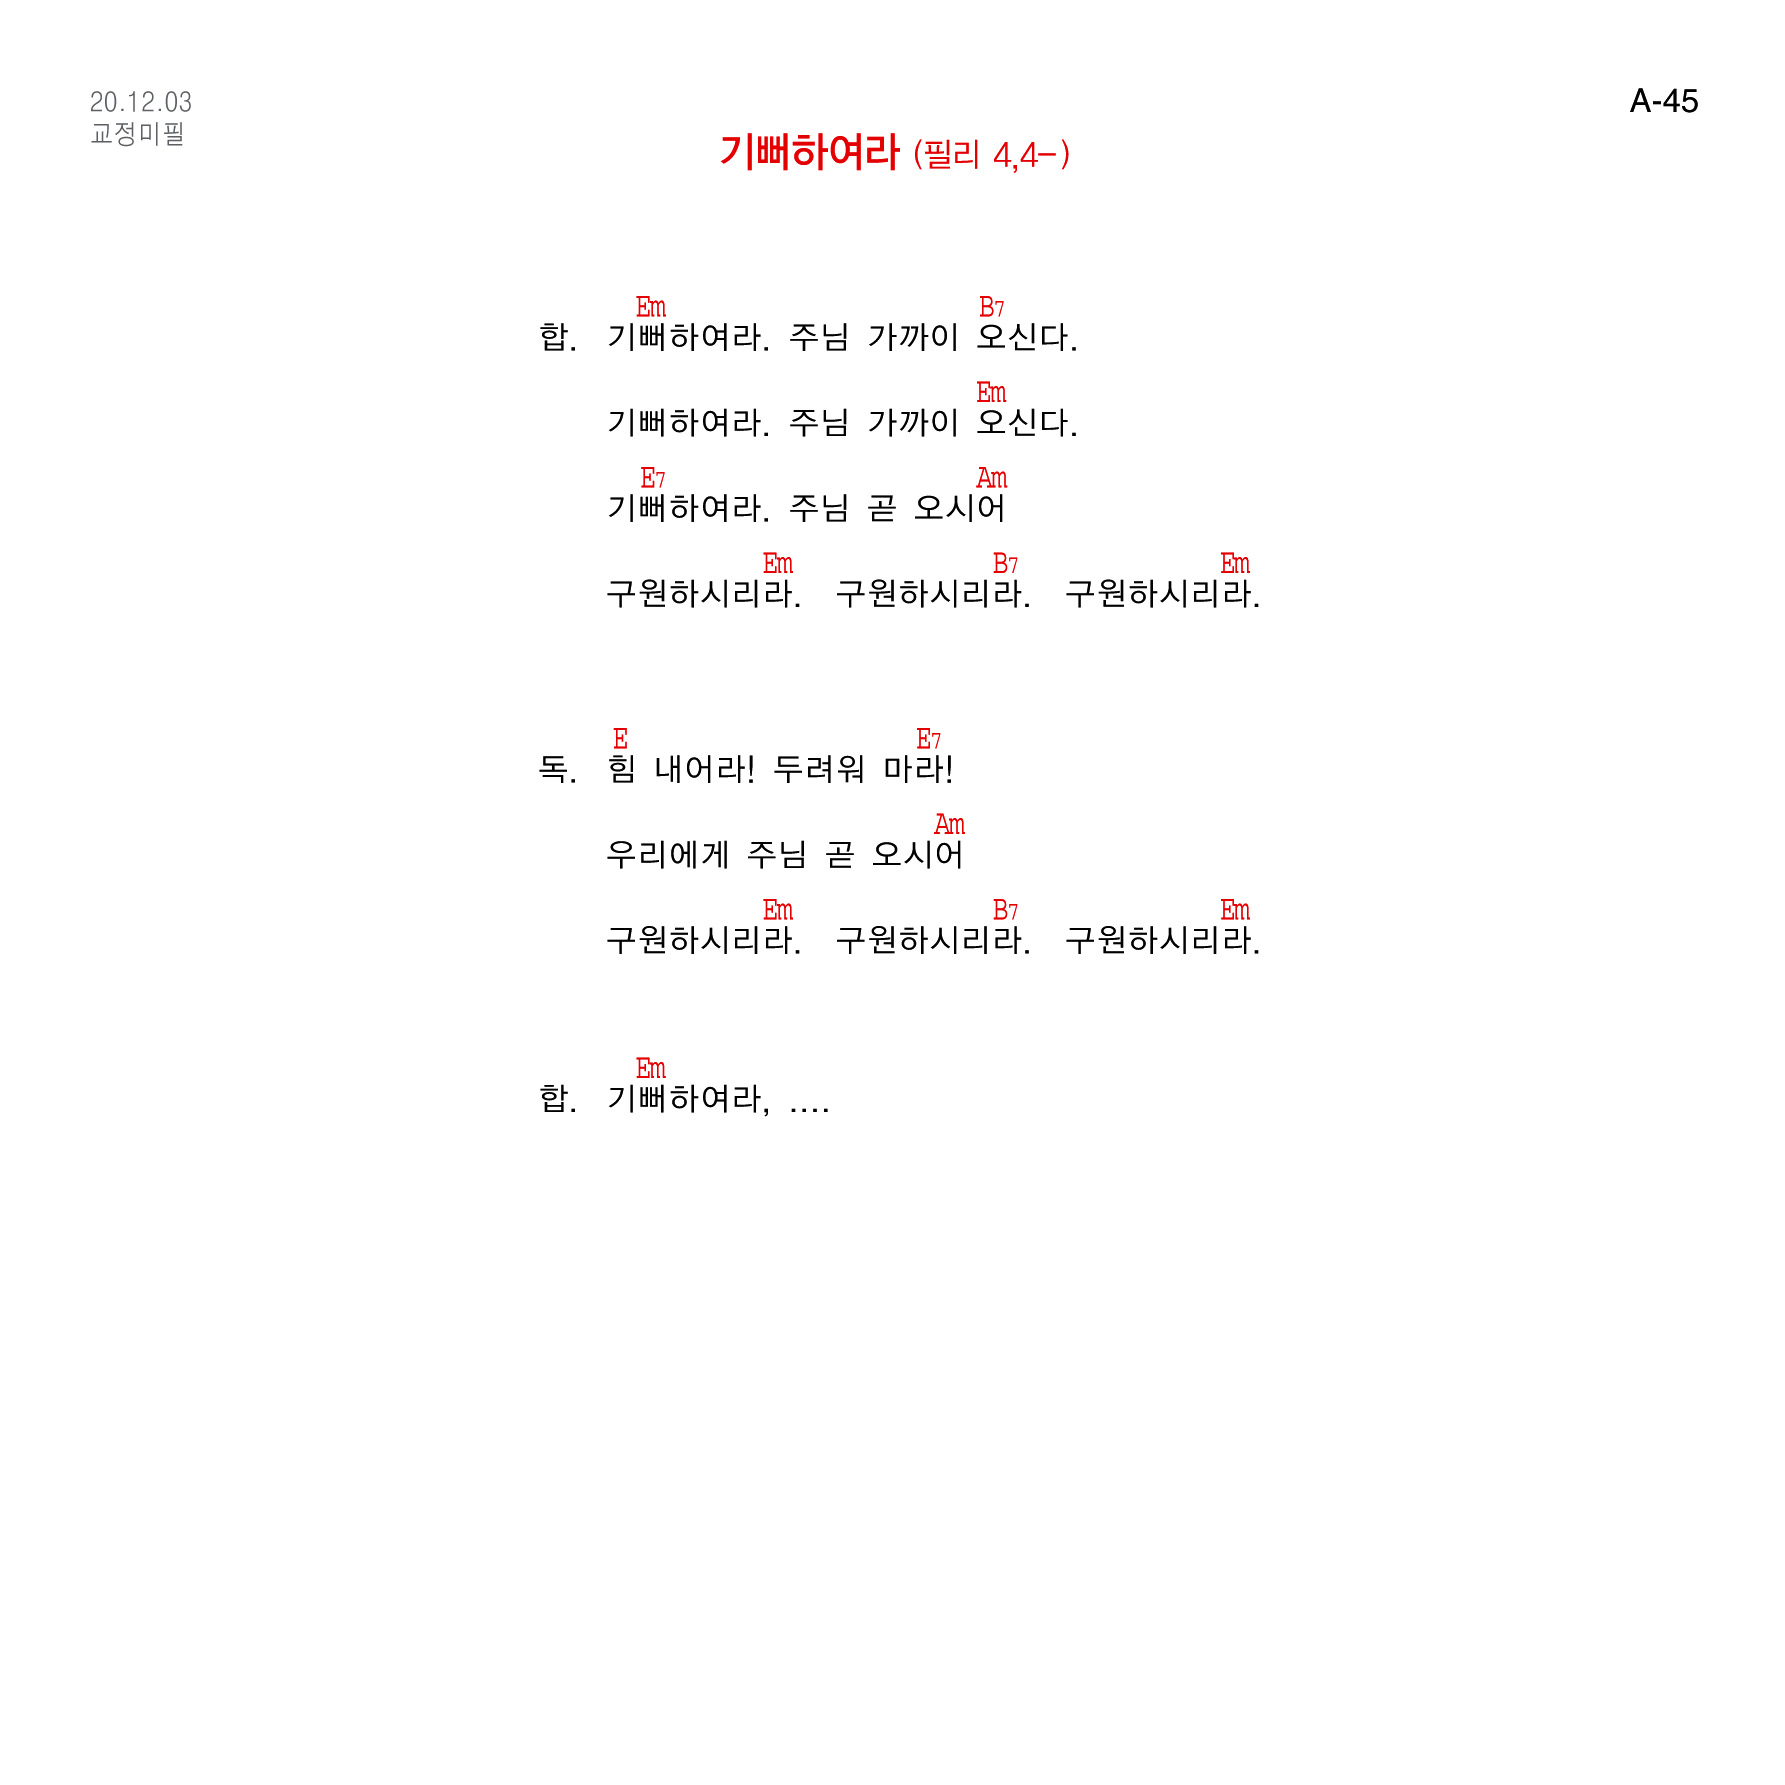 20.12.03
교정미필
A-45
기뻐하여라 (필리 4,4-)
Em B7
합. 기뻐하여라. 주님 가까이 오신다.
Em
기뻐하여라. 주님 가까이 오신다.
E7 Am
기뻐하여라. 주님 곧 오시어
Em B7 Em
구원하시리라. 구원하시리라. 구원하시리라.
E E7
독. 힘 내어라! 두려워 마라!
Am
우리에게 주님 곧 오시어
Em B7 Em
구원하시리라. 구원하시리라. 구원하시리라.
Em
합. 기뻐하여라, ....